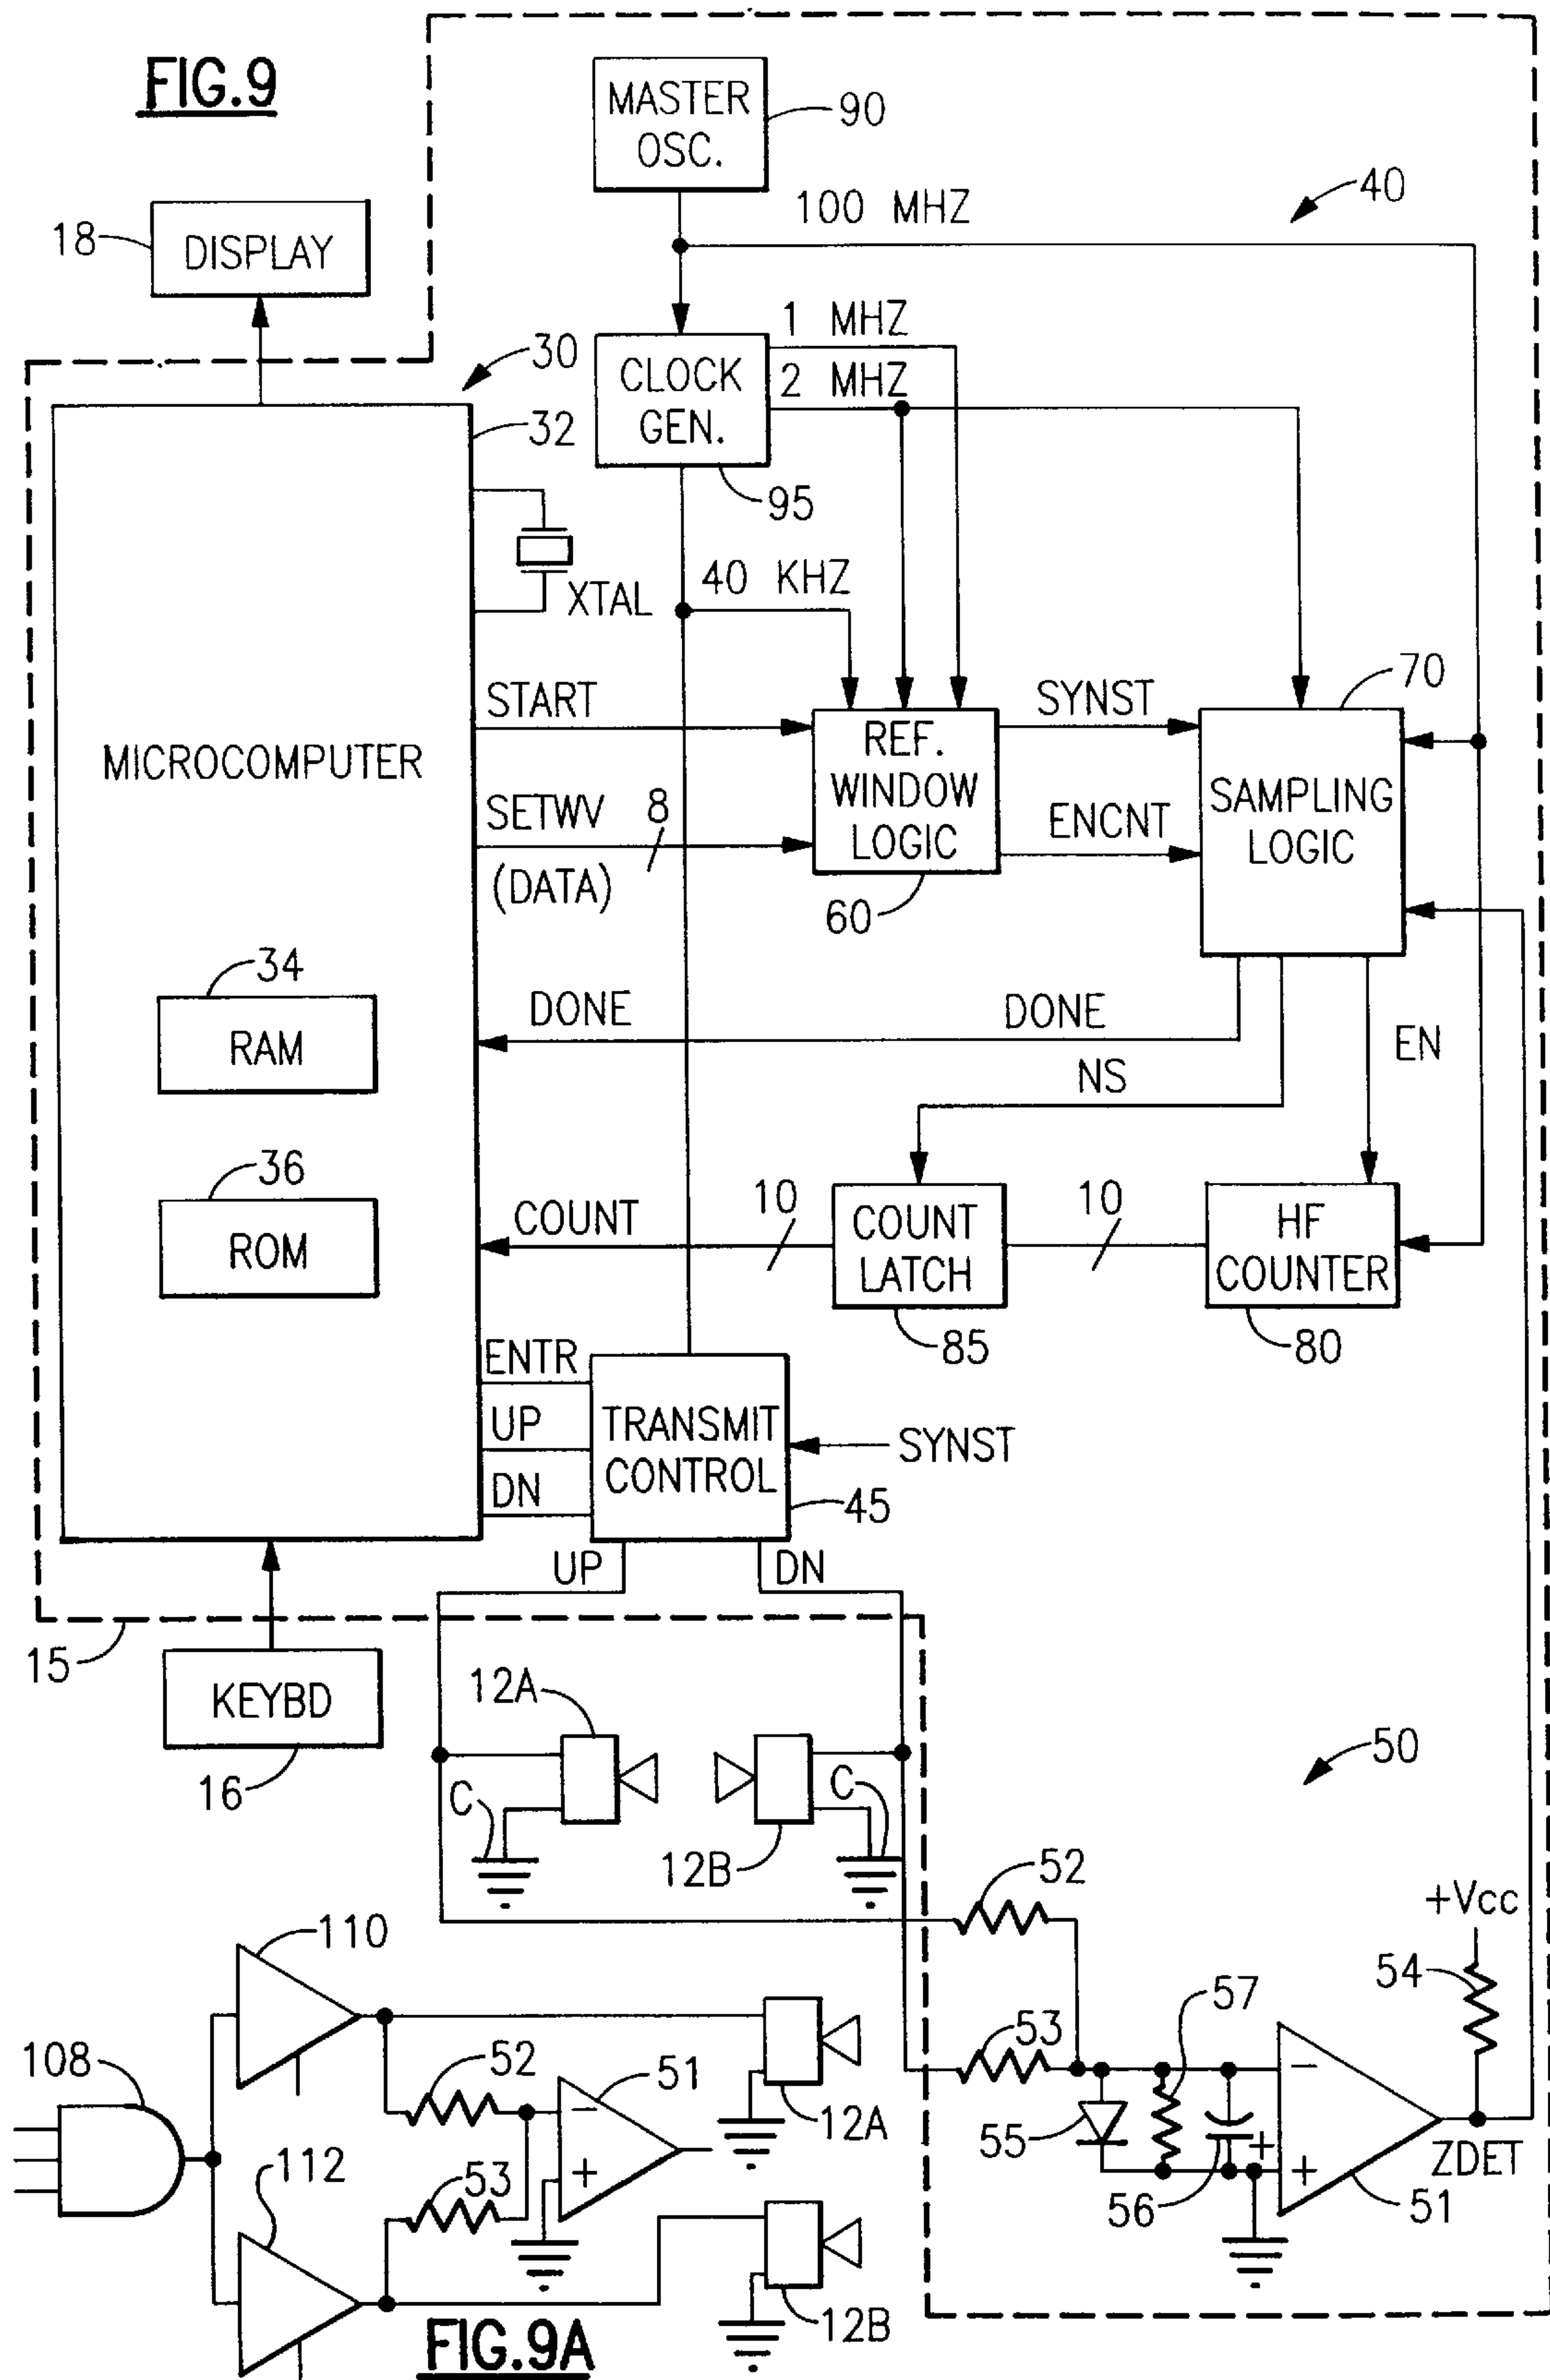 FIG.9
MASTER
OSC.
90
100 MHZ
40
18
DISPLAY
1 MHZ
2 MHZ
30
CLOCK
GEN.
32
95
XTAL
40 KHZ
START
SYNST
70
MICROCOMPUTER
REF.
WINDOW
LOGIC
SAMPLING
LOGIC
SETWV
8
(DATA)
ENCNT
60
34
RAM
DONE
DONE
EN
NS
36
ROM
COUNT
10
COUNT
LATCH
10
HF
COUNTER
85
80
ENTR
UP
DN
TRANSMIT
CONTROL
SYNST
45
UP
DN
15
KEYBD
16
12A
12B
C
C
50
52
+Vcc
54
53
57
55
56
+
−
+
ZDET
51
110
108
52
51
−
+
12A
112
53
12B
FIG.9A